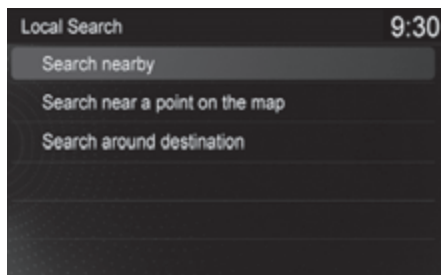 Local Search 9:30
Search nearby
Search near a point on the map
Search around destination